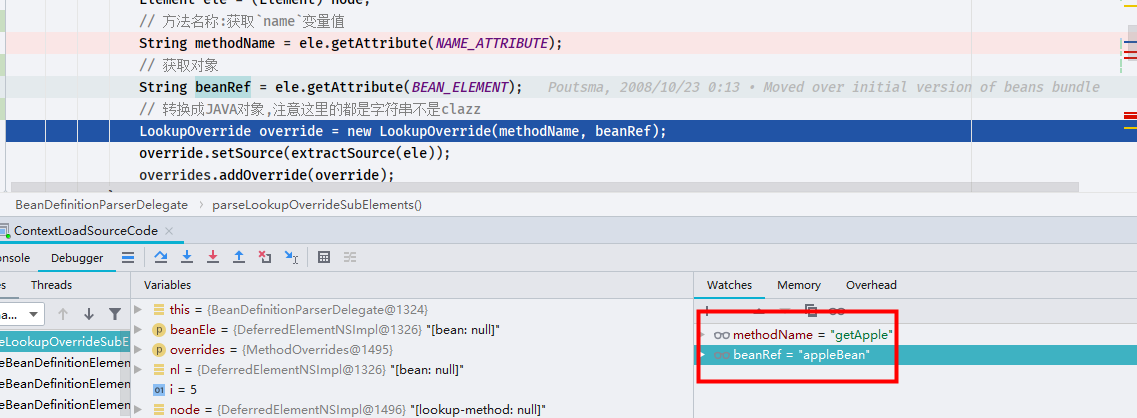 Element ele = (Element) node;
// 方法名称:获取`name`变量值
String methodName = ele.getAttribute(NAME_ATTRIBUTE);
// 获取对象
String beanRef = ele.getAttribute(BEAN_ELEMENT); Poutsma, 2008/10/23 0:13 • Moved over initial version of beans bundle
// 转换成JAVA对象,注意这里的都是字符串不是clazz
LookupOverride override = new LookupOverride(methodName, beanRef);
override.setSource(extractSource(ele));
overrides.addOverride(override);
BeanDefinitionParserDelegate › parseLookupOverrideSubElements()
ContextLoadSourceCode ×
onsole Debugger
es Threads Variables Watches Memory Overhead
na...
this = {BeanDefinitionParserDelegate@1324}
beanEle = {DeferredElementNSImpl@1326} "[bean: null]"
overrides = {MethodOverrides@1495}
nl = {DeferredElementNSImpl@1326} "[bean: null]"
i = 5
node = {DeferredElementNSImpl@1496} "[lookup-method: null]"
methodName = "getApple"
beanRef = "appleBean"
eLookupOverrideSubE
eBeanDefinitionElemen
eBeanDefinitionElemen
eBeanDefinitionElemen